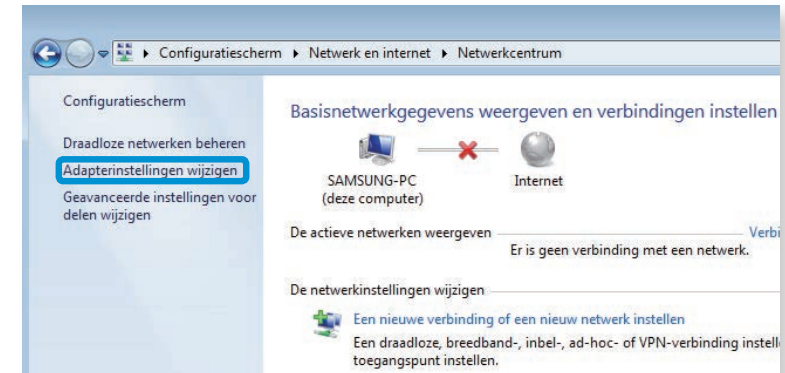 Configuratiescherm ▸ Netwerk en internet ▸ Netwerkcentrum
Configuratiescherm
Draadloze netwerken beheren
Adapterinstellingen wijzigen
Geavanceerde instellingen voor
delen wijzigen
Basisnetwerkgegevens weergeven en verbindingen instellen
SAMSUNG-PC
(deze computer)
Internet
De actieve netwerken weergeven
Verbi
Er is geen verbinding met een netwerk.
De netwerkinstellingen wijzigen
Een nieuwe verbinding of een nieuw netwerk instellen
Een draadloze, breedband-, inbel-, ad-hoc- of VPN-verbinding instell
toegangspunt instellen.